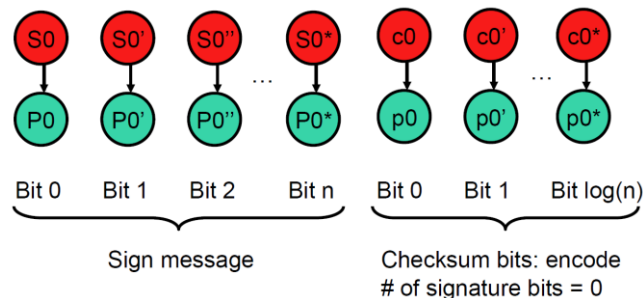 S0 S0' S0'' S0* c0 c0' c0*
... ...
P0 P0' P0'' P0* p0 p0' p0*
Bit 0 Bit 1 Bit 2 Bit n Bit 0 Bit 1 Bit log(n)
Sign message
Checksum bits: encode
# of signature bits = 0